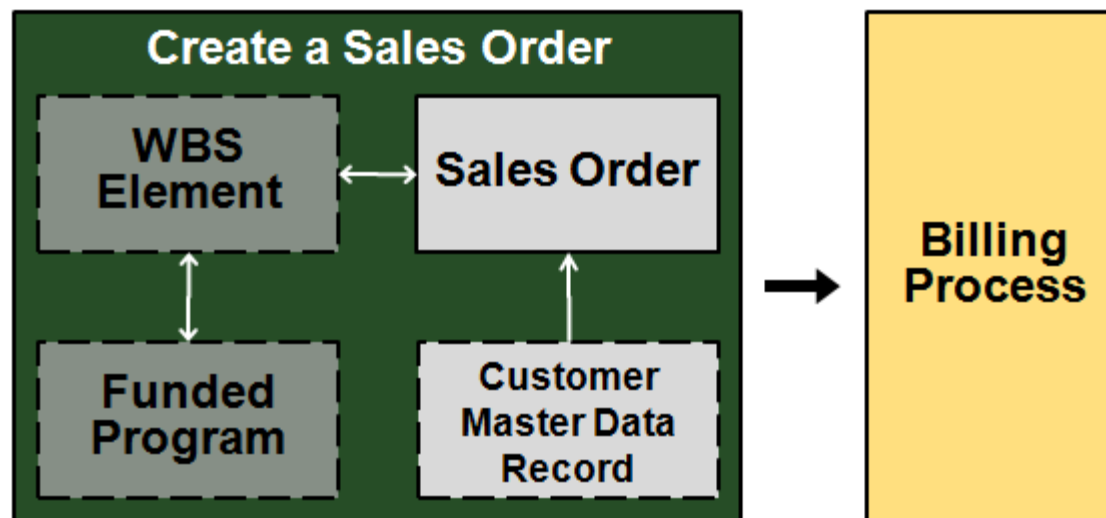 Create a Sales Order
WBS
Element
Sales Order
Billing
Process
Funded
Program
Customer
Master Data
Record